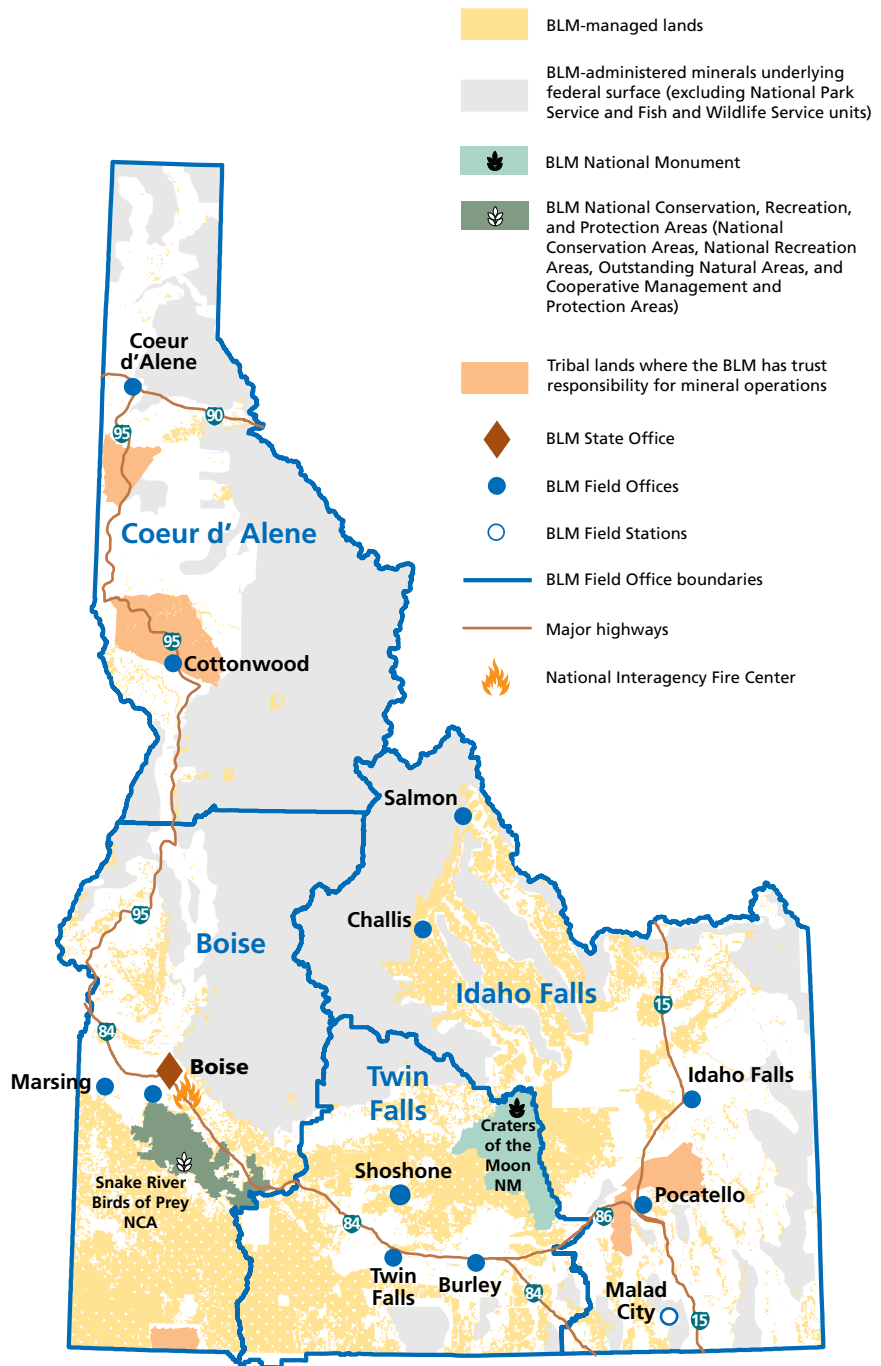 BLM-managed lands
BLM-administered minerals underlying
federal surface (excluding National Park
Service and Fish and Wildlife Service units)
BLM National Monument
BLM National Conservation, Recreation,
and Protection Areas (National
Conservation Areas, National Recreation
Areas, Outstanding Natural Areas, and
Cooperative Management and
Protection Areas)
Tribal lands where the BLM has trust
responsibility for mineral operations
BLM State Office
BLM Field Offices
BLM Field Stations
BLM Field Office boundaries
Major highways
National Interagency Fire Center
Coeur
d'Alene
90
95
Coeur d' Alene
95
Cottonwood
Salmon
95
Challis
Boise
Idaho Falls
15
84
Boise
Marsing
Twin
Falls
Idaho Falls
Craters
of the
Moon
NM
Shoshone
Snake River
Birds of Prey
NCA
Pocatello
86
84
Twin
Falls
Burley
84
Malad
City
15